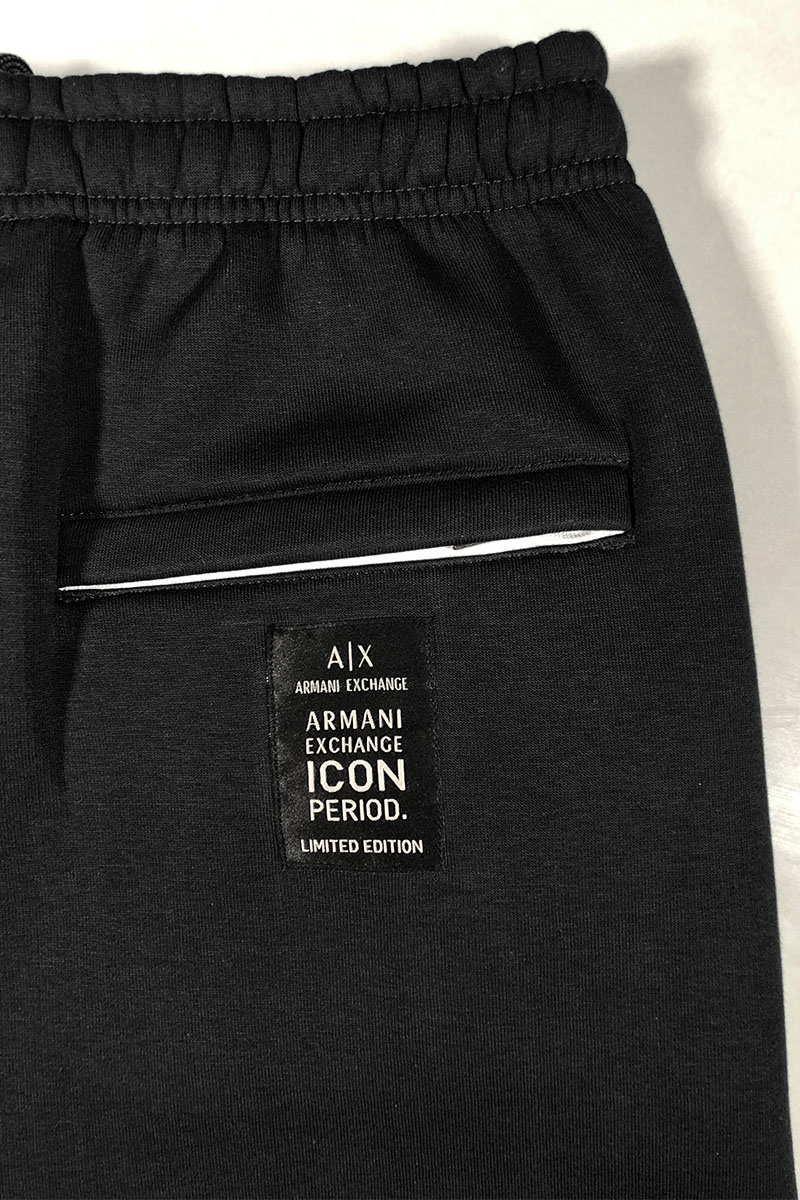 A|X
ARMANI EXCHANGE
ARMANI
EXCHANGE
ICON
PERIOD.
LIMITED EDITION